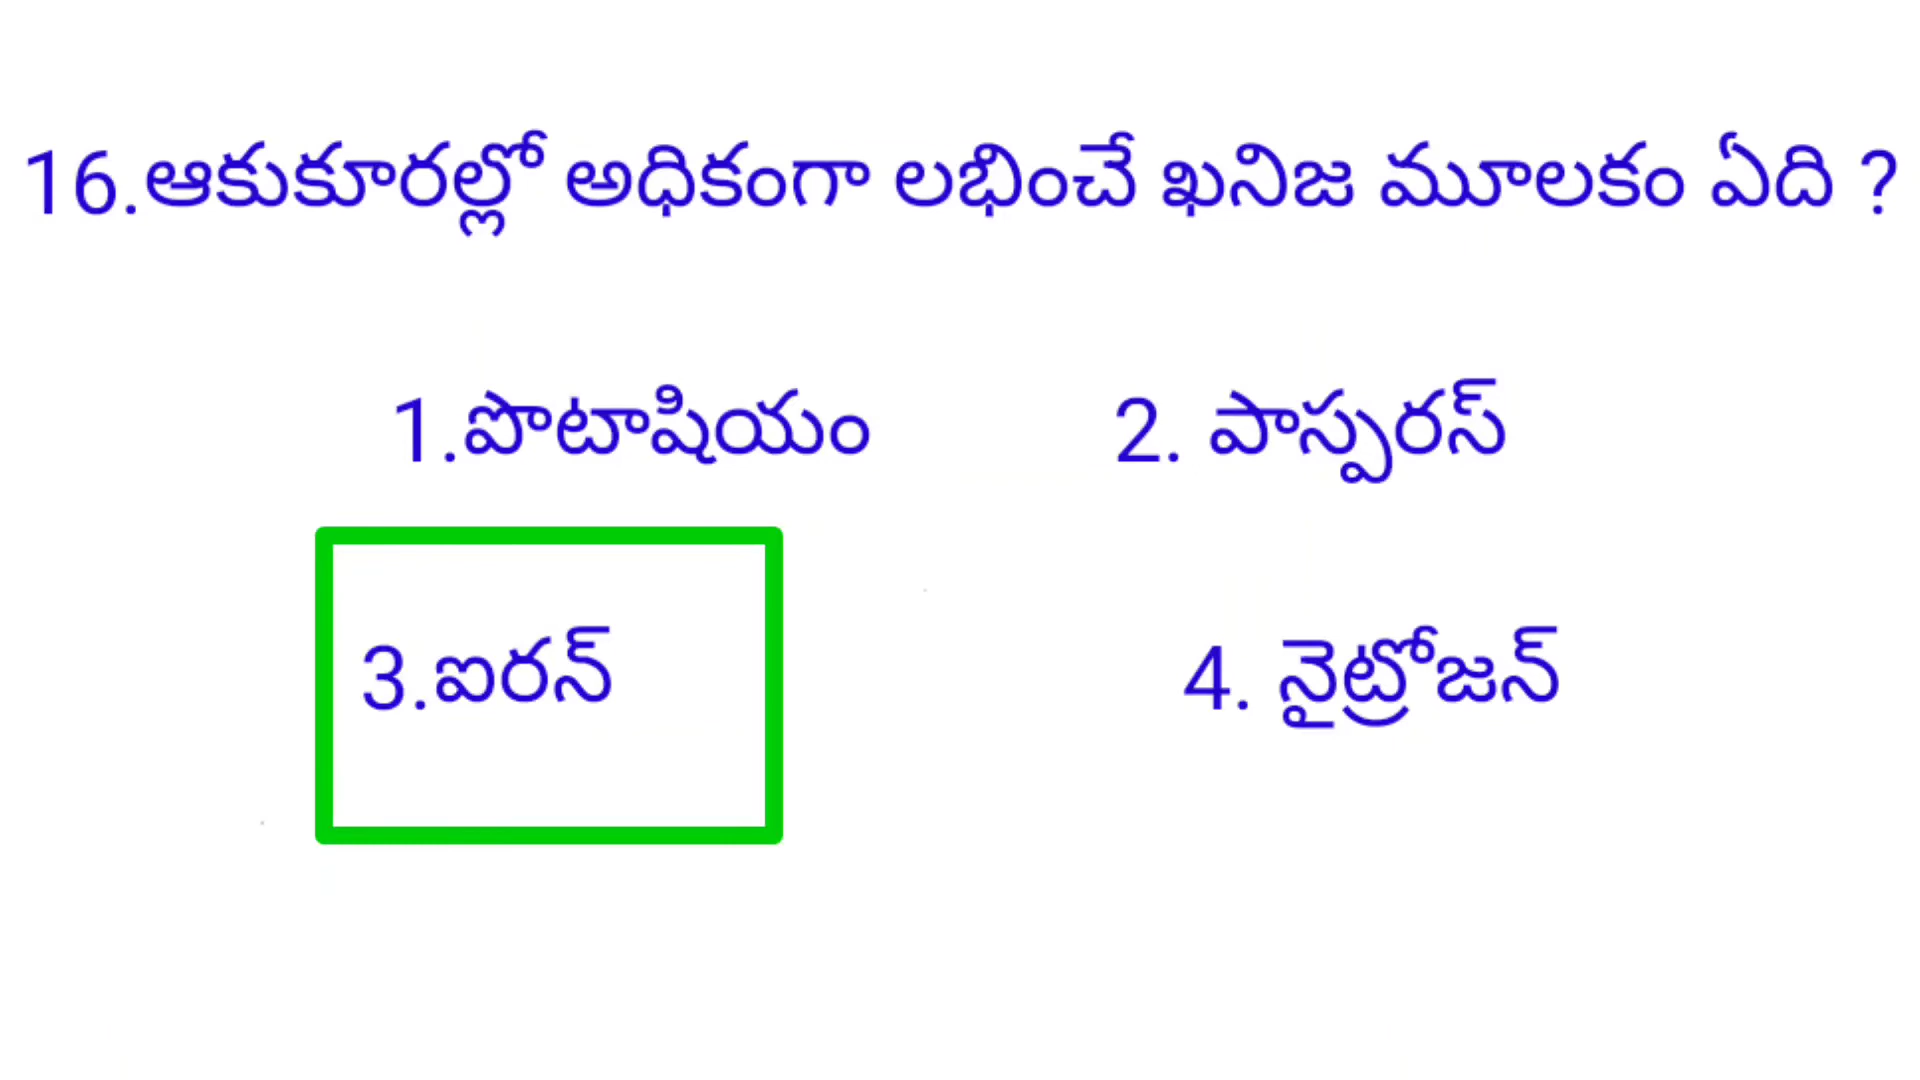 16.ఆకుకూరల్లో అధికంగా లభించే ఖనిజ మూలకం ఏది ?
1.పొటాషియం 2. పాస్పరస్
3.ఐరన్ 4. నైట్రోజన్